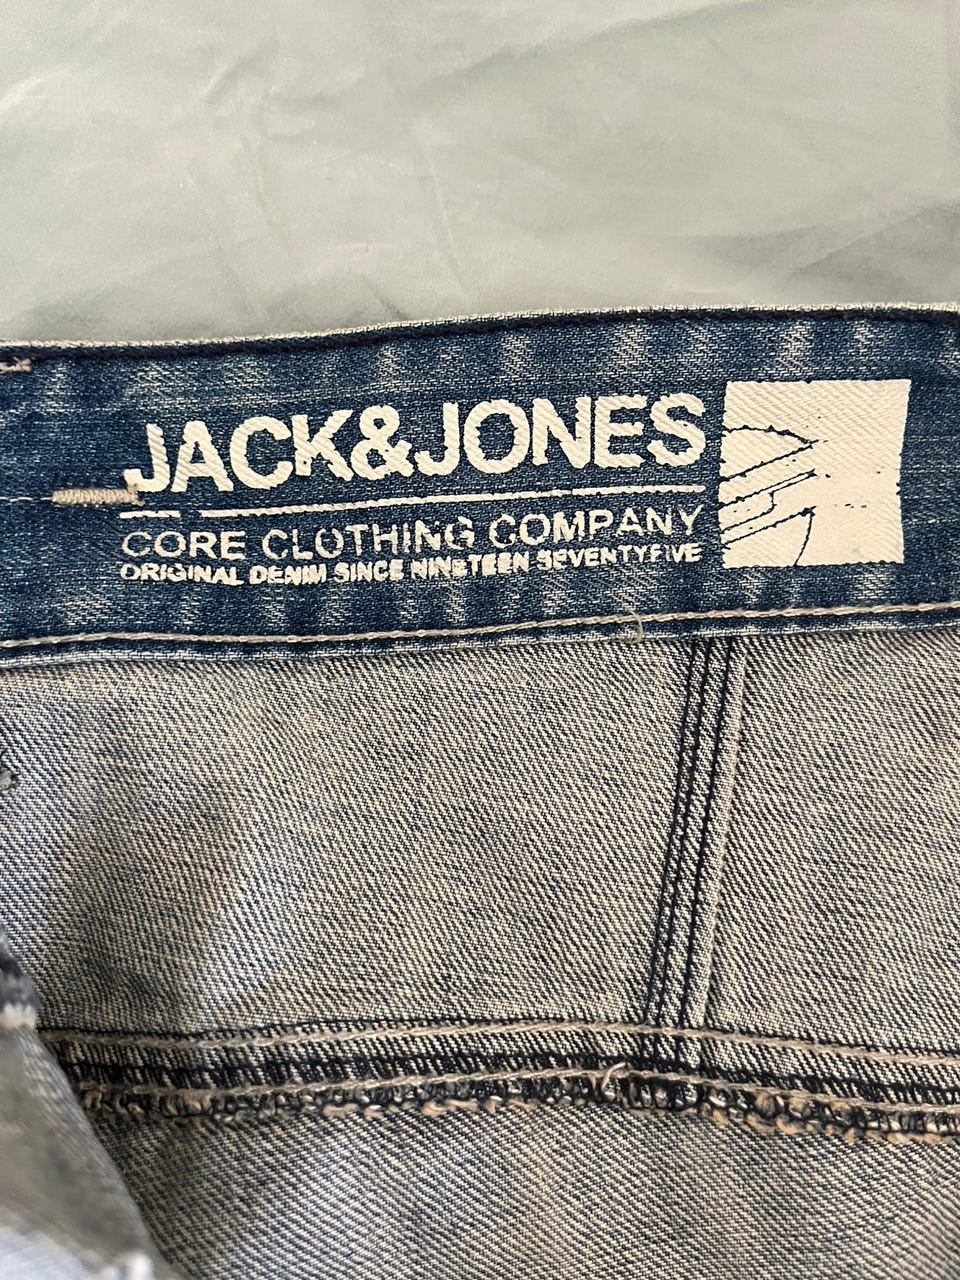 JACK&JONES
CORE CLOTHING COMPANY
ORIGINAL DENIM SINCE NINETEEN SEVENTYFIVE